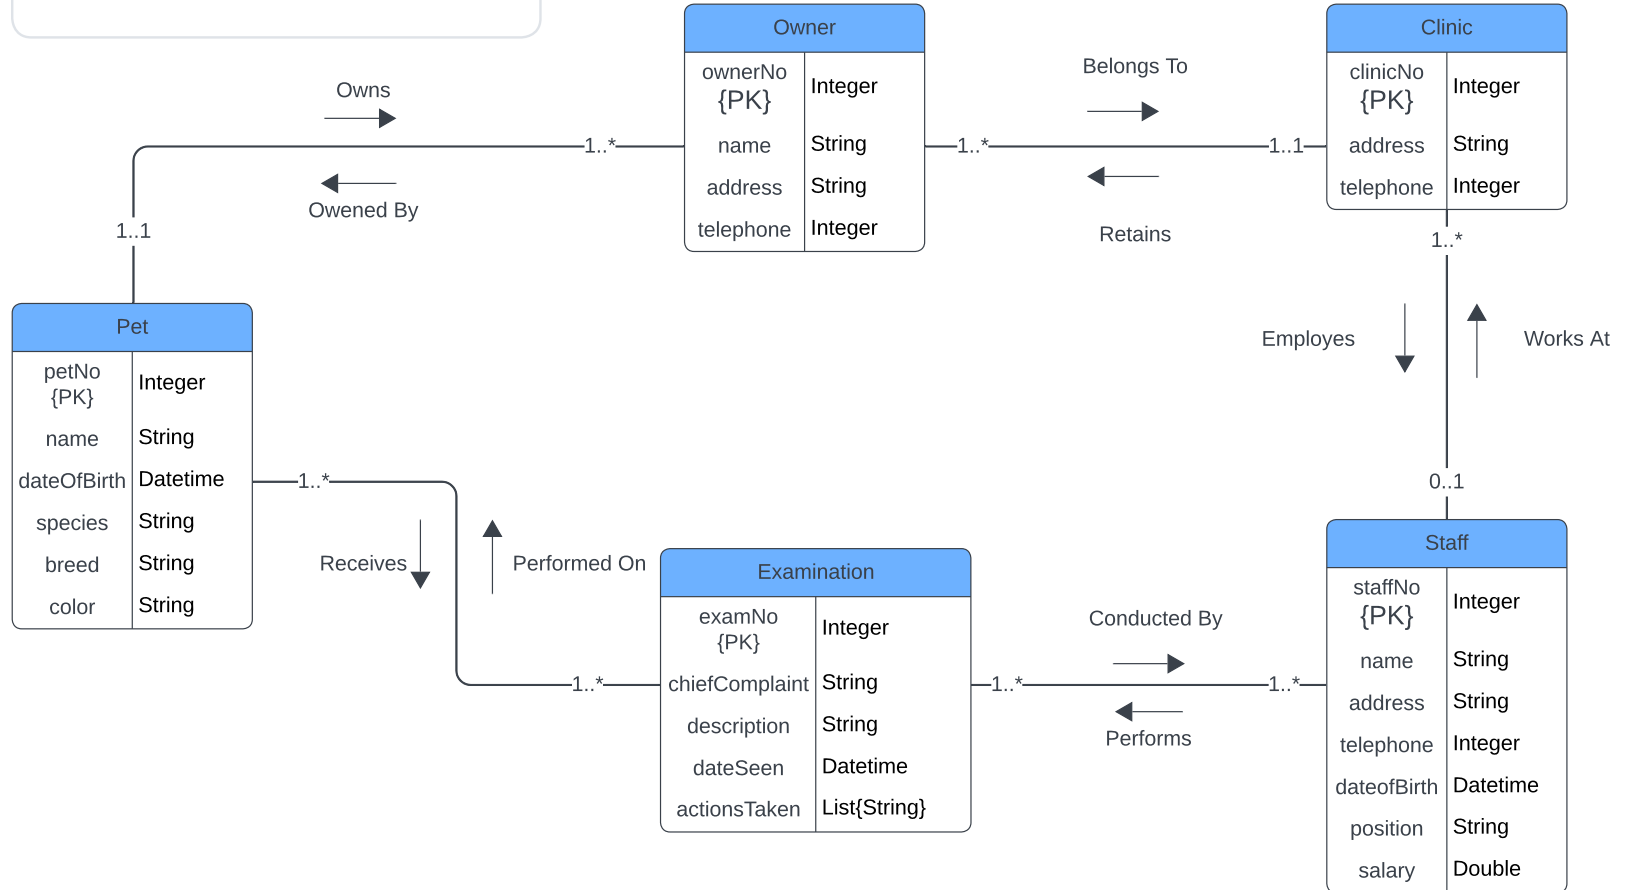 Owner
ownerNo
{PK}
Integer
name
String
address
String
telephone
Integer
Belongs To
1..*
1..1
Retains
Clinic
clinicNo
{PK}
Integer
address
String
telephone
Integer
Owns
1..*
Owened By
1..1
1..*
Employes
Works At
0..1
Pet
petNo
{PK}
Integer
name
String
dateOfBirth
Datetime
species
String
breed
String
color
String
1..*
Receives
Performed On
1..*
Examination
examNo
{PK}
Integer
chiefComplaint
String
description
String
dateSeen
Datetime
actionsTaken
List{String}
Conducted By
1..*
1..*
Performs
Staff
staffNo
{PK}
Integer
name
String
address
String
telephone
Integer
dateofBirth
Datetime
position
String
salary
Double